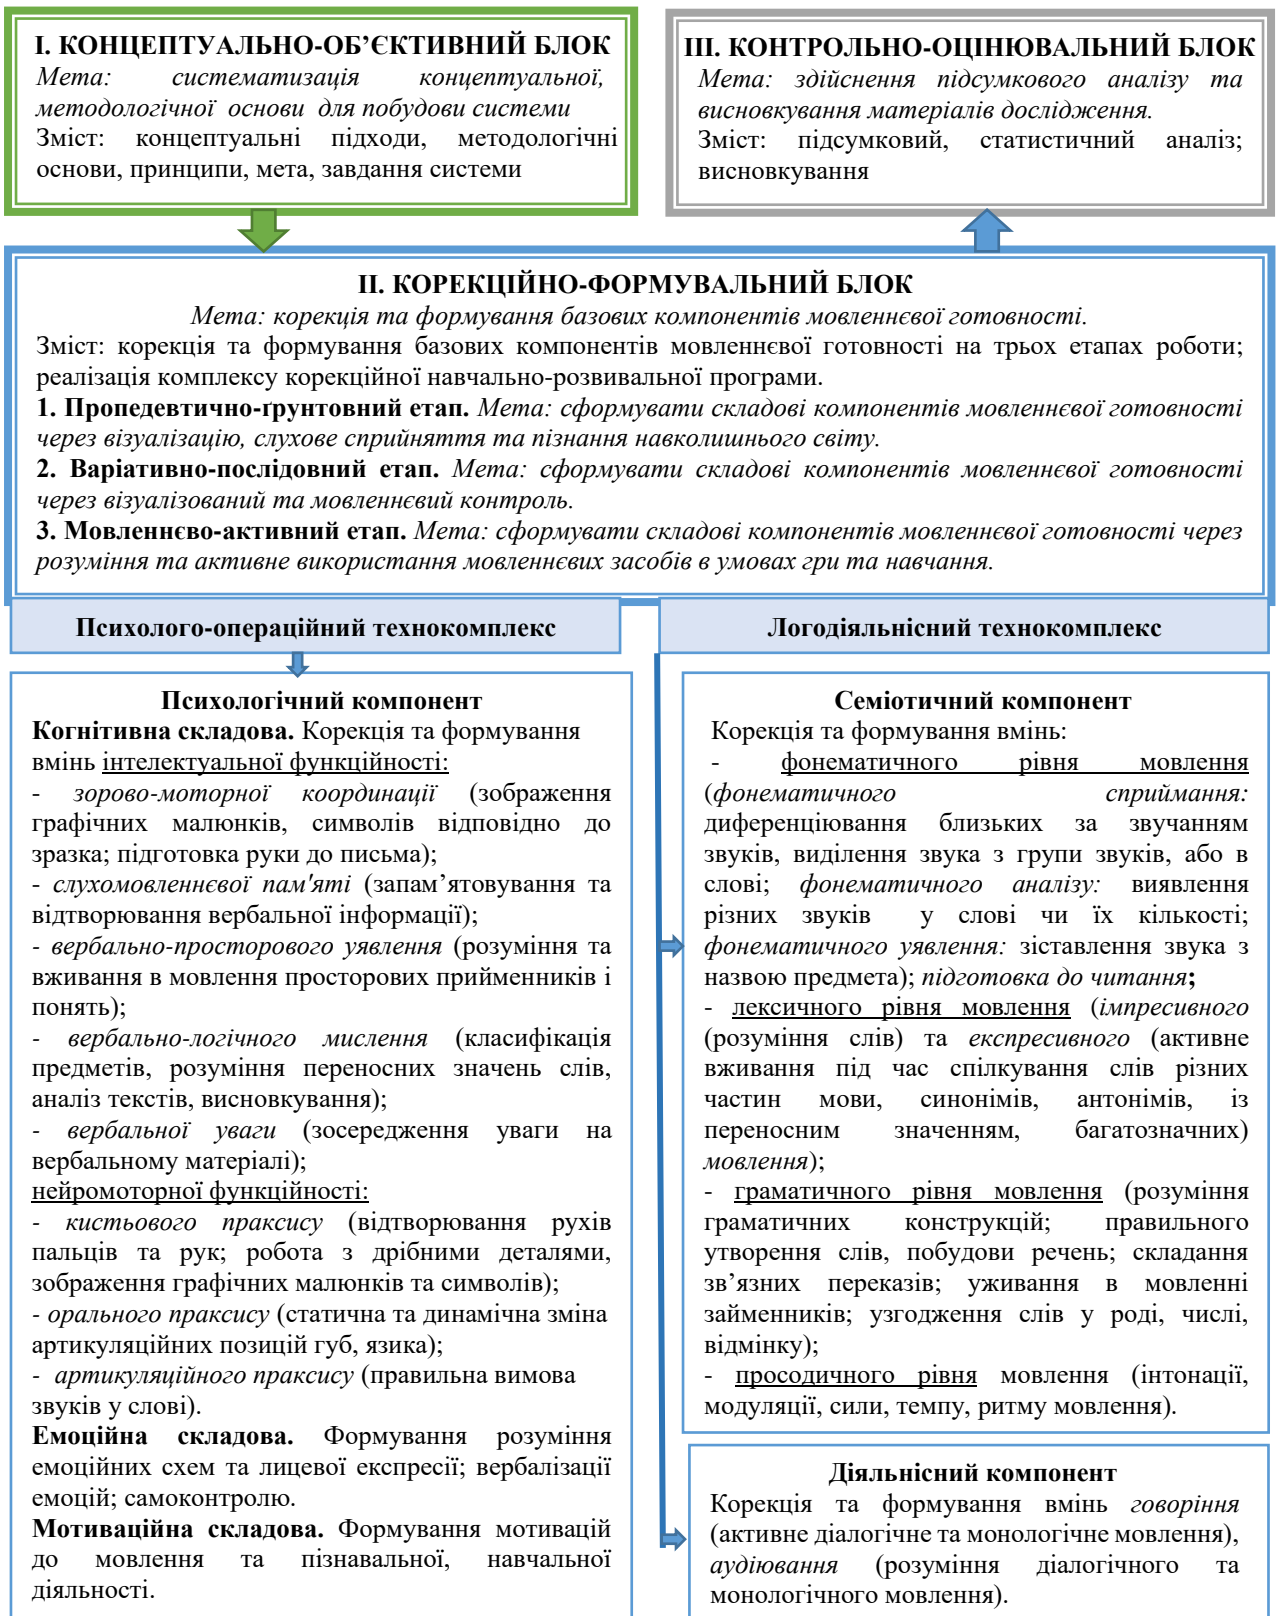 І. КОНЦЕПТУАЛЬНО-ОБ’ЄКТИВНИЙ БЛОК
Мета: систематизація концептуальної,
методологічної основи для побудови системи
Зміст: концептуальні підходи, методологічні
основи, принципи, мета, завдання системи
ІІІ. КОНТРОЛЬНО-ОЦІНЮВАЛЬНИЙ БЛОК
Мета: здійснення підсумкового аналізу та
висновкування матеріалів дослідження.
Зміст: підсумковий, статистичний аналіз;
висновкування
ІІ. КОРЕКЦІЙНО-ФОРМУВАЛЬНИЙ БЛОК
Мета: корекція та формування базових компонентів мовленнєвої готовності.
Зміст: корекція та формування базових компонентів мовленнєвої готовності на трьох етапах роботи;
реалізація комплексу корекційної навчально-розвивальної програми.
1. Пропедевтично-ґрунтовний етап. Мета: сформувати складові компонентів мовленнєвої готовності
через візуалізацію, слухове сприйняття та пізнання навколишнього світу.
2. Варіативно-послідовний етап. Мета: сформувати складові компонентів мовленнєвої готовності
через візуалізований та мовленнєвий контроль.
3. Мовленнєво-активний етап. Мета: сформувати складові компонентів мовленнєвої готовності через
розуміння та активне використання мовленнєвих засобів в умовах гри та навчання.
Психолого-операційний технокомплекс
Психологічний компонент
Когнітивна складова. Корекція та формування
вмінь інтелектуальної функційності:
- зорово-моторної координації (зображення
графічних малюнків, символів відповідно до
зразка; підготовка руки до письма);
- слухомовленнєвої пам'яті (запам’ятовування та
відтворювання вербальної інформації);
- вербально-просторового уявлення (розуміння та
вживання в мовлення просторових прийменників і
понять);
- вербально-логічного мислення (класифікація
предметів, розуміння переносних значень слів,
аналіз текстів, висновкування);
- вербальної уваги (зосередження уваги на
вербальному матеріалі);
нейромоторної функційності:
- кистьового праксису (відтворювання рухів
пальців та рук; робота з дрібними деталями,
зображення графічних малюнків та символів);
- орального праксису (статична та динамічна зміна
артикуляційних позицій губ, язика);
- артикуляційного праксису (правильна вимова
звуків у слові).
Емоційна складова. Формування розуміння
емоційних схем та лицевої експресії; вербалізації
емоцій; самоконтролю.
Мотиваційна складова. Формування мотивацій
до мовлення та пізнавальної, навчальної
діяльності.
Логодіяльнісний технокомплекс
Семіотичний компонент
Корекція та формування вмінь:
- фонематичного рівня мовлення
(фонематичного сприймання:
диференціювання близьких за звучанням
звуків, виділення звука з групи звуків, або в
слові; фонематичного аналізу: виявлення
різних звуків у слові чи їх кількості;
фонематичного уявлення: зіставлення звука з
назвою предмета); підготовка до читання;
- лексичного рівня мовлення (імпресивного
(розуміння слів) та експресивного (активне
вживання під час спілкування слів різних
частин мови, синонімів, антонімів, із
переносним значенням, багатозначних)
мовлення);
- граматичного рівня мовлення (розуміння
граматичних конструкцій; правильного
утворення слів, побудови речень; складання
зв’язних переказів; уживання в мовленні
займенників; узгодження слів у роді, числі,
відмінку);
- просодичного рівня мовлення (інтонації,
модуляції, сили, темпу, ритму мовлення).
Діяльнісний компонент
Корекція та формування вмінь говоріння
(активне діалогічне та монологічне мовлення),
аудіювання (розуміння діалогічного та
монологічного мовлення).